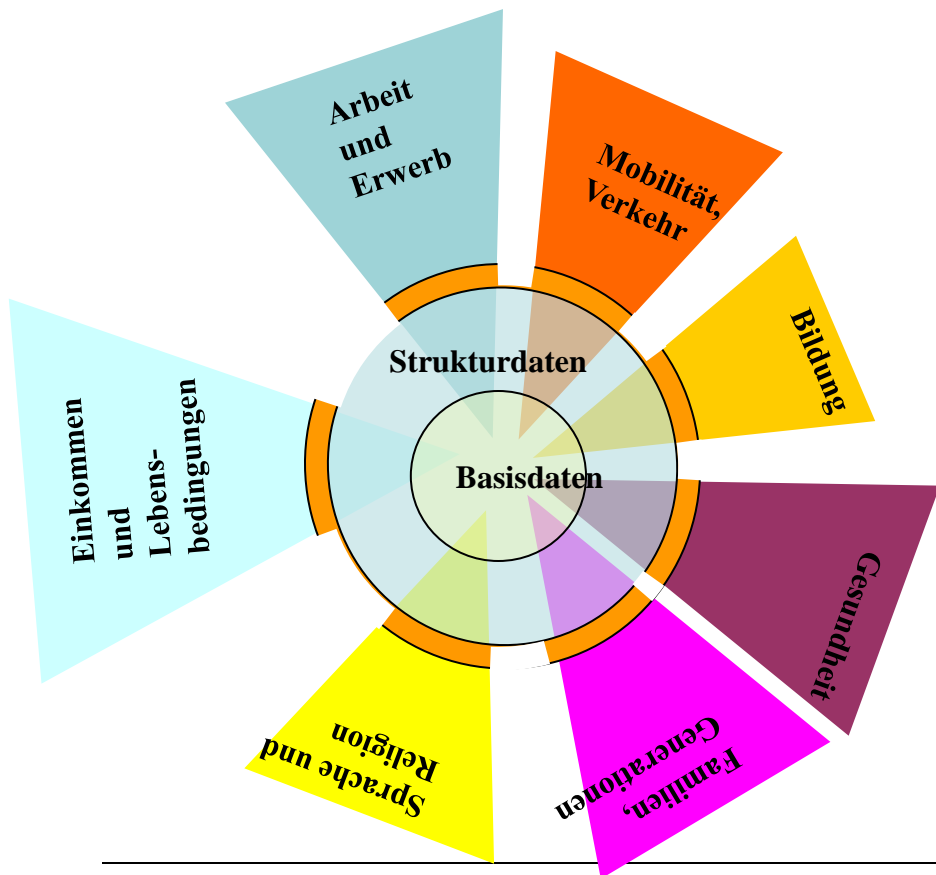 Arbeit
und
Erwerb
Mobilität,
Verkehr
Bildung
Strukturdaten
Basisdaten
Einkommen
und
Lebens-
bedingungen
Gesundheit
Familien,
Generationen
Sprache und
Religion